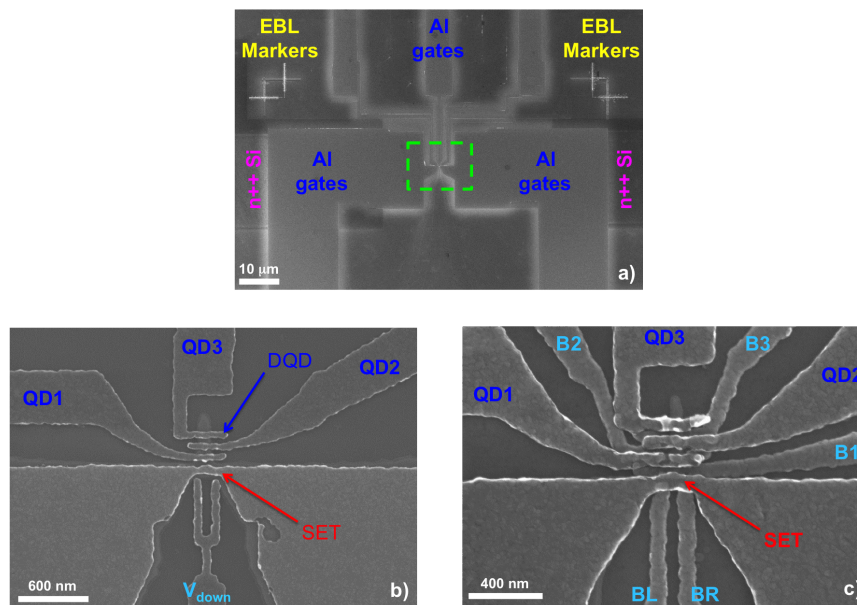 EBL
Markers
Al
gates
EBL
Markers
n++ Si
Al
gates
Al
gates
n++ Si
10 μm
a)
QD3
DQD
QD2
QD1
SET
600 nm
V_down
b)
B2
QD3
B3
QD1
QD2
B1
SET
400 nm
BL
BR
c)